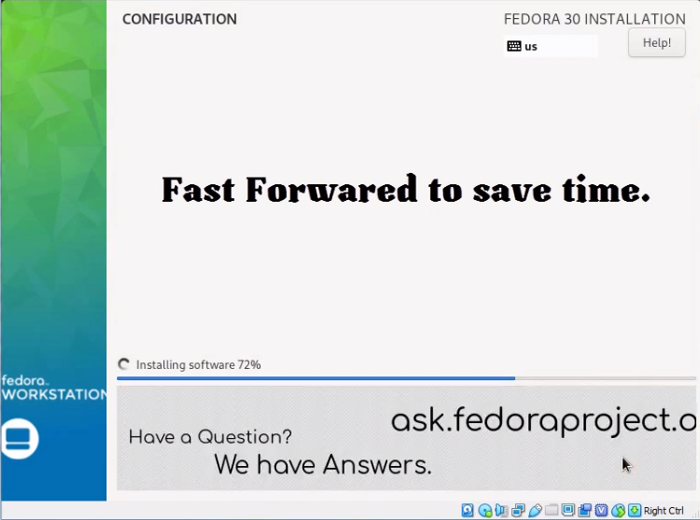 CONFIGURATION
FEDORA 30 INSTALLATION
us
Help!
Fast Forwared to save time.
Installing software 72%
fedora
WORKSTATION
ask.fedoraproject.o
Have a Question?
We have Answers.
Right Ctrl